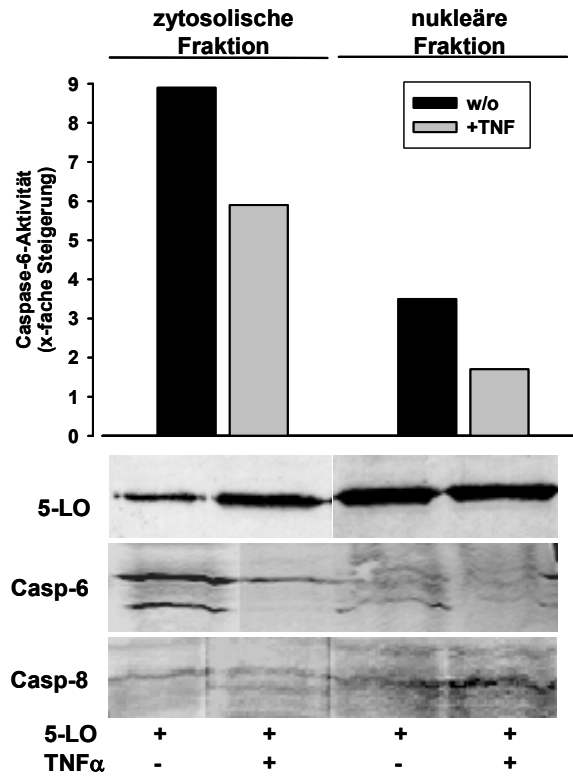 zytosolische
Fraktion
nukleäre
Fraktion
w/o
+TNF
Caspase-6-Aktivität
(x-fache Steigerung)
9
8
7
6
5
4
3
2
1
0
5-LO
Casp-6
Casp-8
5-LO + + + +
TNFα - + - +